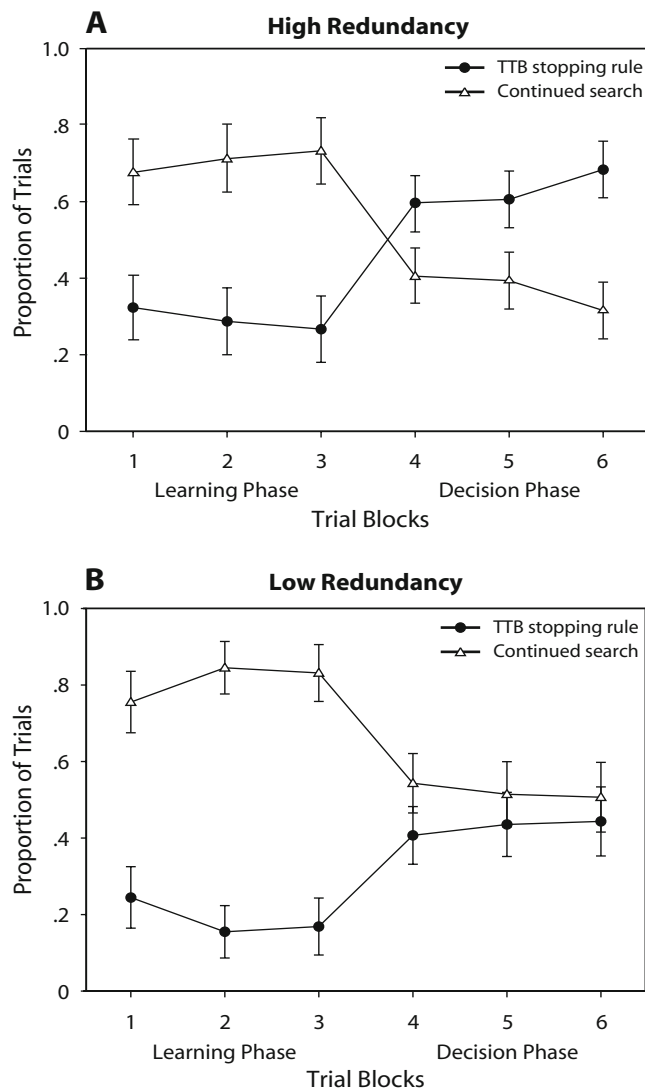 A
High Redundancy
1.0
TTB stopping rule
Continued search
.8
.6
.4
.2
0
Proportion of Trials
1 2 3 4 5 6
Learning Phase Decision Phase
Trial Blocks
B
Low Redundancy
1.0
TTB stopping rule
Continued search
.8
.6
.4
.2
0
Proportion of Trials
1 2 3 4 5 6
Learning Phase Decision Phase
Trial Blocks